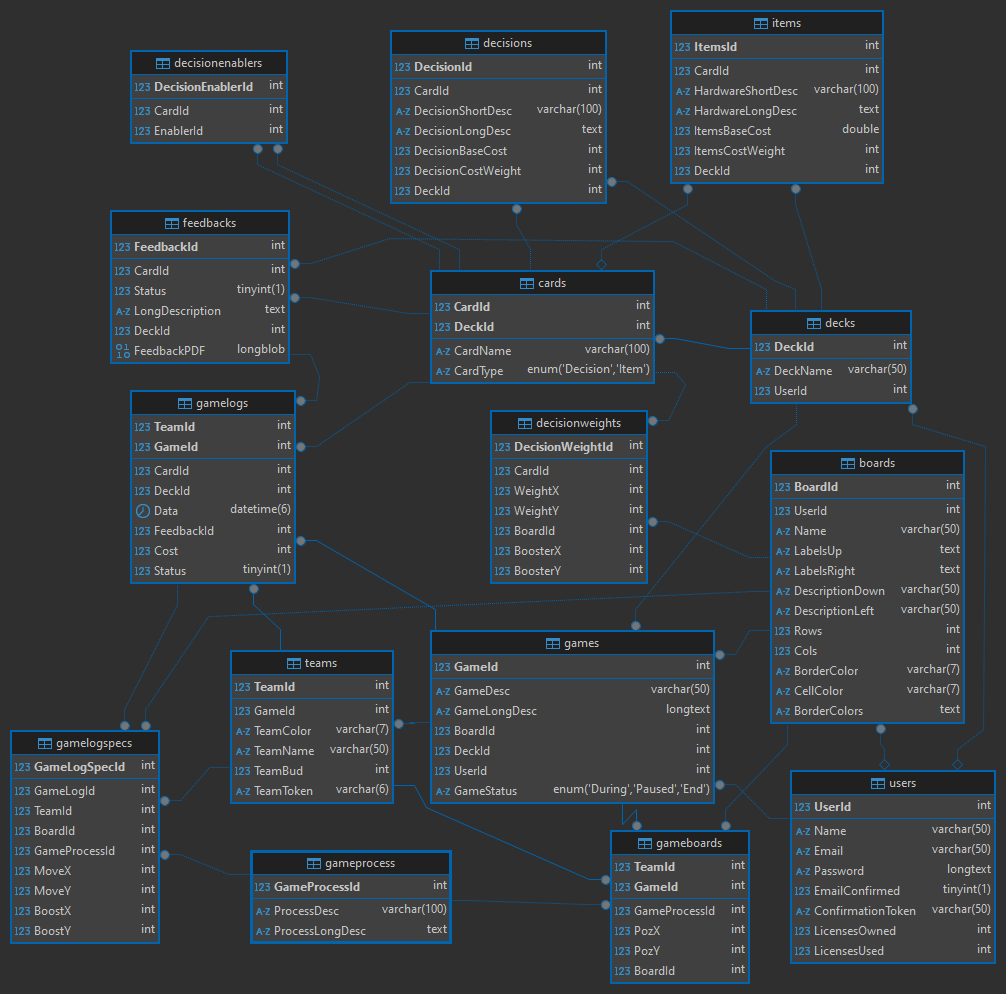 decisionenablers
123 DecisionEnablerId int
123 CardId int
123 EnablerId int
decisions
123 DecisionId int
123 CardId int
A-Z DecisionShortDesc varchar(100)
A-Z DecisionLongDesc text
123 DecisionBaseCost int
123 DecisionCostWeight int
123 DeckId int
items
123 ItemsId int
123 CardId int
A-Z HardwareShortDesc varchar(100)
A-Z HardwareLongDesc text
123 ItemsBaseCost double
123 ItemsCostWeight int
123 DeckId int
feedbacks
123 FeedbackId int
123 CardId int
123 Status tinyint(1)
A-Z LongDescription text
123 DeckId int
010 FeedbackPDF longblob
cards
123 CardId int
123 DeckId int
A-Z CardName varchar(100)
A-Z CardType enum('Decision','Item')
decks
123 DeckId int
A-Z DeckName varchar(50)
123 UserId int
gamelogs
123 TeamId int
123 GameId int
123 CardId int
123 DeckId int
Data datetime(6)
123 FeedbackId int
123 Cost int
123 Status tinyint(1)
decisionweights
123 DecisionWeightId int
123 CardId int
123 WeightX int
123 WeightY int
123 BoardId int
123 BoosterX int
123 BoosterY int
boards
123 BoardId int
123 UserId int
A-Z Name varchar(50)
A-Z LabelsUp text
A-Z LabelsRight text
A-Z DescriptionDown varchar(50)
A-Z DescriptionLeft varchar(50)
123 Rows int
123 Cols int
A-Z BorderColor varchar(7)
A-Z CellColor varchar(7)
A-Z BorderColors text
teams
123 TeamId int
123 GameId int
A-Z TeamColor varchar(7)
A-Z TeamName varchar(50)
123 TeamBud int
A-Z TeamToken varchar(6)
games
123 GameId int
A-Z GameDesc varchar(50)
A-Z GameLongDesc longtext
123 BoardId int
123 DeckId int
123 UserId int
A-Z GameStatus enum('During','Paused','End')
gamelogspecs
123 GameLogSpecId int
123 GameLogId int
123 TeamId int
123 BoardId int
123 GameProcessId int
123 MoveX int
123 MoveY int
123 BoostX int
123 BoostY int
gameprocess
123 GameProcessId int
A-Z ProcessDesc varchar(100)
A-Z ProcessLongDesc text
gameboards
123 TeamId int
123 GameId int
123 GameProcessId int
123 PozX int
123 PozY int
123 BoardId int
users
123 UserId int
A-Z Name varchar(50)
A-Z Email varchar(50)
A-Z Password longtext
123 EmailConfirmed tinyint(1)
A-Z ConfirmationToken varchar(50)
123 LicensesOwned int
123 LicensesUsed int